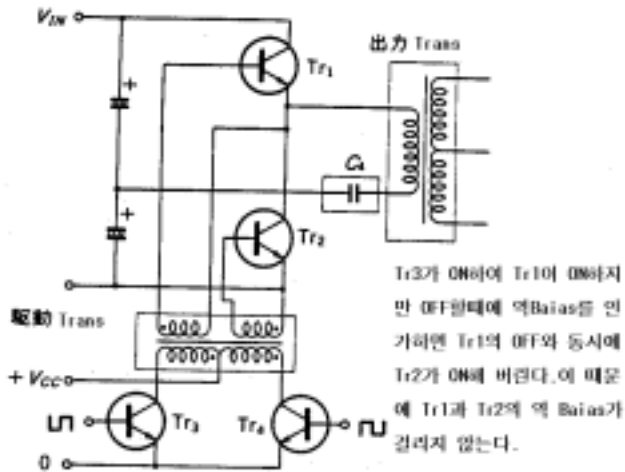 V_IN
Tr₁
出力 Trans
+
C₄
+
Tr₂
駆動 Trans
+ V_CC
Tr₃
Tr₄
0
Tr3가 ON하여 Tr1이 ON하지
만 OFF할때에 역Baias를 인
가하면 Tr1의 OFF와 동시에
Tr2가 ON해 버린다.이 때문
에 Tr1과 Tr2의 역 Baias가
걸리지 않는다.